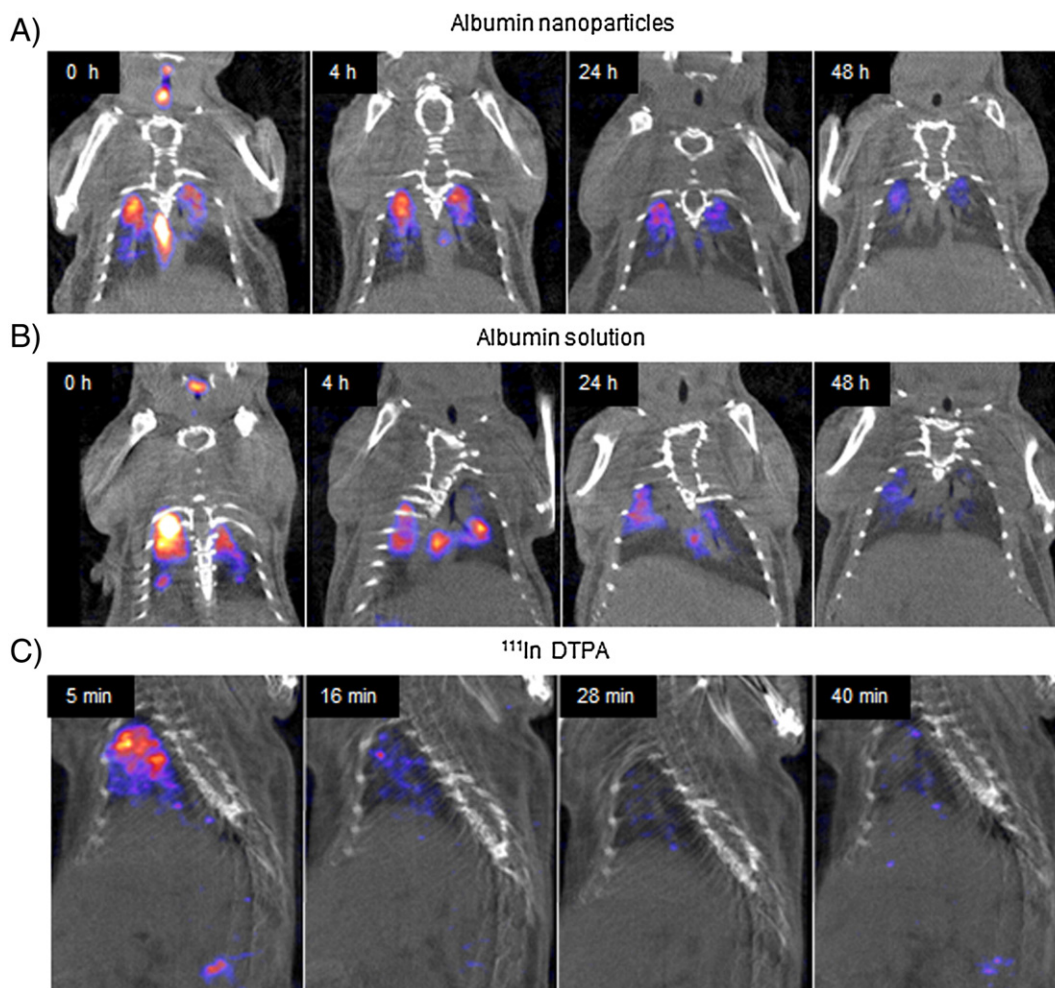 A)
Albumin nanoparticles
0 h
4 h
24 h
48 h
B)
Albumin solution
0 h
4 h
24 h
48 h
C)
¹¹¹In DTPA
5 min
16 min
28 min
40 min